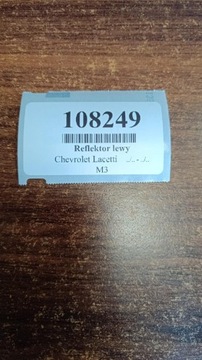 108249
Reflektor lewy
Chevrolet Lacetti
M3